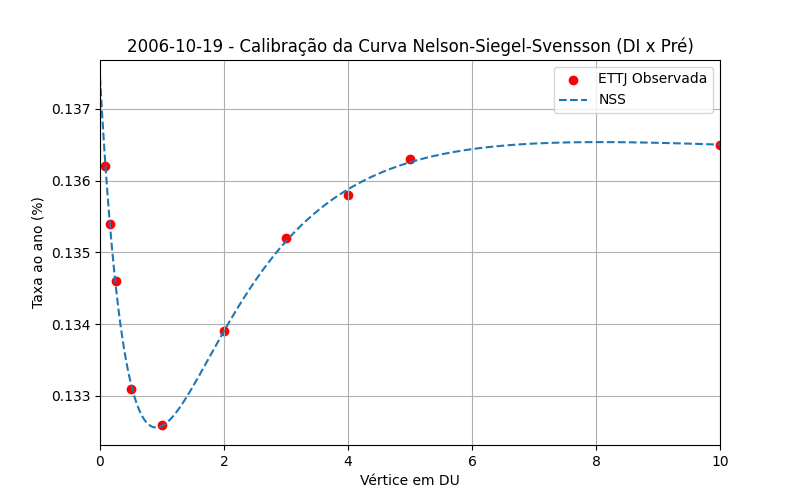 2006-10-19 - Calibração da Curva Nelson-Siegel-Svensson (DI x Pré)
ETTJ Observada
NSS
Taxa ao ano (%)
0.137
0.136
0.135
0.134
0.133
0 2 4 6 8 10
Vértice em DU